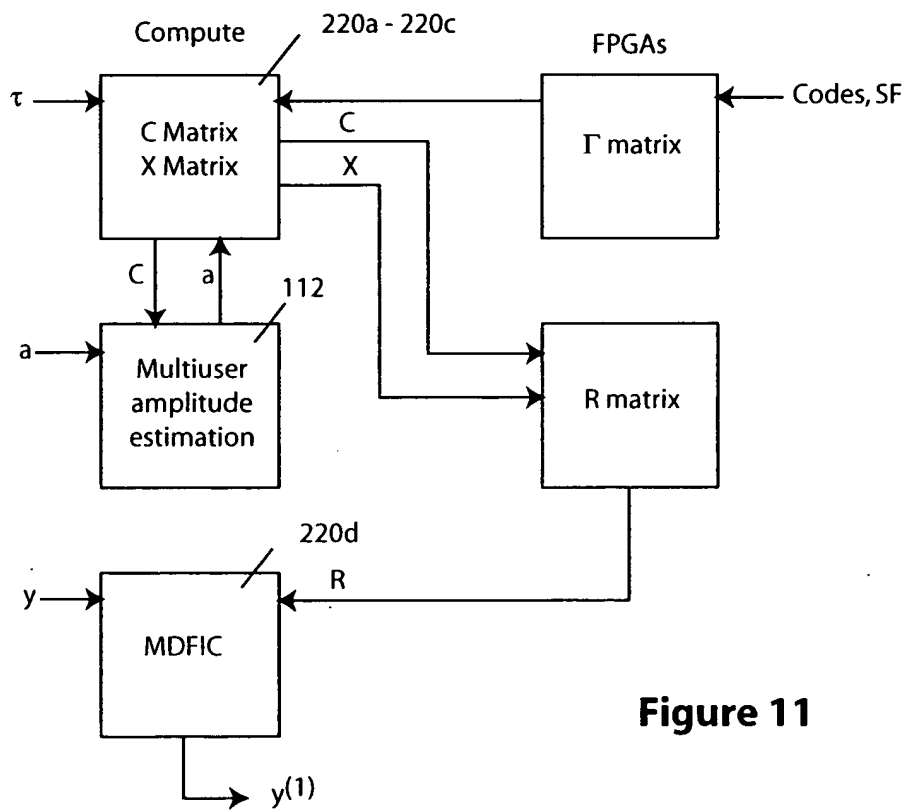 Compute
220a - 220c
FPGAs
τ
C Matrix
X Matrix
C
X
Γ matrix
Codes, SF
C
a
112
a
Multiuser
amplitude
estimation
R matrix
220d
R
y
MDFIC
y(1)
Figure 11